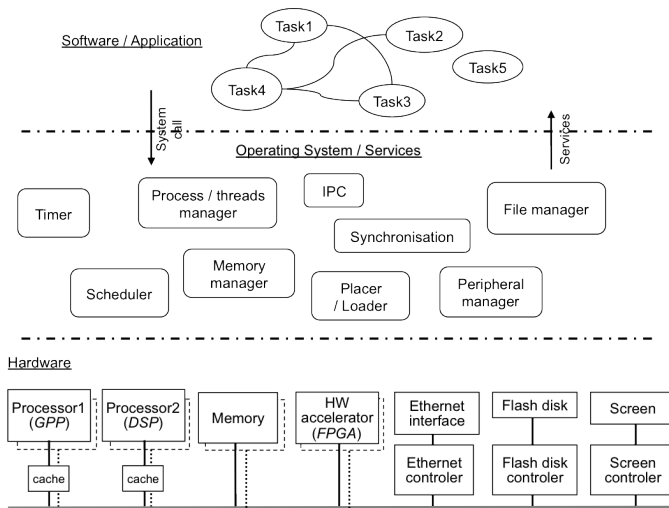 Software / Application
Task1
Task2
Task5
Task4
Task3
System
call
Services
Operating System / Services
Timer
Process / threads
manager
IPC
File manager
Synchronisation
Scheduler
Memory
manager
Placer
/ Loader
Peripheral
manager
Hardware
Processor1
(GPP)
Processor2
(DSP)
Memory
HW
accelerator
(FPGA)
Ethernet
interface
Flash disk
Screen
cache
cache
Ethernet
controler
Flash disk
controler
Screen
controler